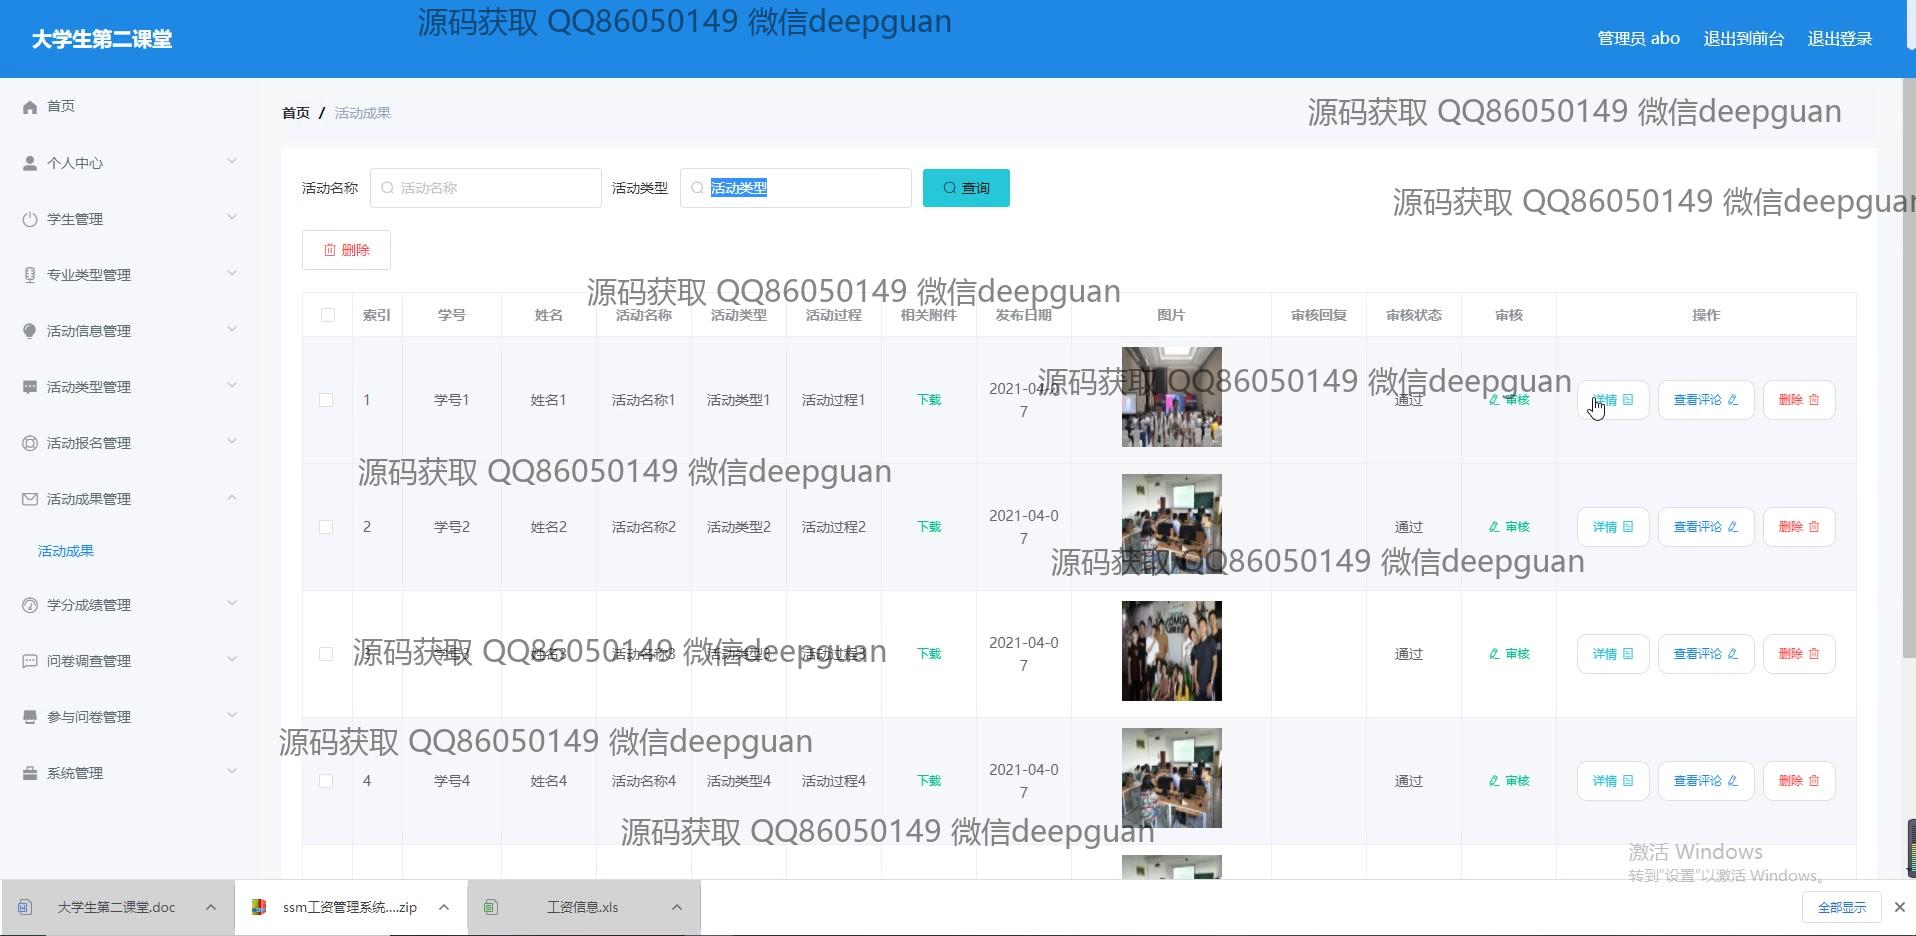 大学生第二课堂
源码获取 QQ86050149 微信deepguan
管理员 abo 退出到前台 退出登录
首页
个人中心
学生管理
专业类型管理
活动信息管理
活动类型管理
活动报名管理
活动成果管理
活动成果
学分成绩管理
问卷调查管理
参与问卷管理
系统管理
首页 / 活动成果
源码获取 QQ86050149 微信deepguan
活动名称 活动名称 活动类型 活动类型 查询
源码获取 QQ86050149 微信deepguan
删除
源码获取 QQ86050149 微信deepguan
索引 学号 姓名 活动名称 活动类型 活动过程 相关附件 发布日期 图片 审核回复 审核状态 审核 操作
源码获取 QQ86050149 微信deepguan
1 学号1 姓名1 活动名称1 活动类型1 活动过程1 下载 2021-04-0
7 通过 审核 详情 查看评论 删除
源码获取 QQ86050149 微信deepguan
2 学号2 姓名2 活动名称2 活动类型2 活动过程2 下载 2021-04-0
7 通过 审核 详情 查看评论 删除
源码获取 QQ86050149 微信deepguan
源码获取 QQ86050149 微信deepguan
3 学号3 姓名3 活动名称3 活动类型3 活动过程3 下载 2021-04-0
7 通过 审核 详情 查看评论 删除
源码获取 QQ86050149 微信deepguan
4 学号4 姓名4 活动名称4 活动类型4 活动过程4 下载 2021-04-0
7 通过 审核 详情 查看评论 删除
源码获取 QQ86050149 微信deepguan
激活 Windows
转到"设置"以激活 Windows。
大学生第二课堂.doc ssm工资管理系统....zip 工资信息.xls 全部显示